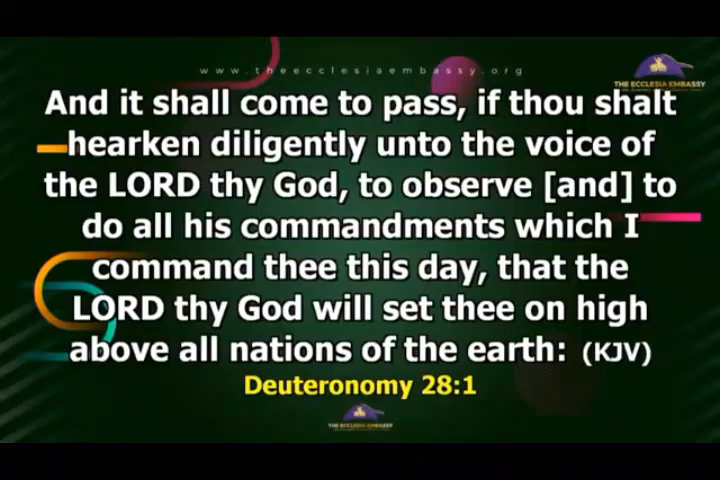 www.theecclesiaembassy.org
THE ECCLESIA EMBASSY
And it shall come to pass, if thou shalt
hearken diligently unto the voice of
the LORD thy God, to observe [and] to
do all his commandments which I
command thee this day, that the
LORD thy God will set thee on high
above all nations of the earth: (KJV)
Deuteronomy 28:1
THE ECCLESIA EMBASSY